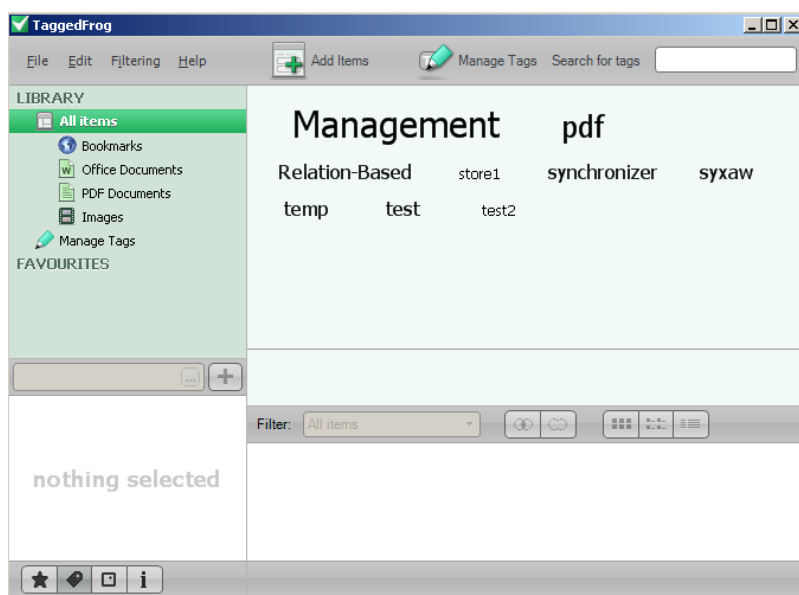 TaggedFrog
File Edit Filtering Help Add Items Manage Tags Search for tags
LIBRARY
All items
Bookmarks
Office Documents
PDF Documents
Images
Manage Tags
FAVOURITES
Management pdf
Relation-Based store1 synchronizer syxaw
temp test test2
...
Filter: All items
nothing selected